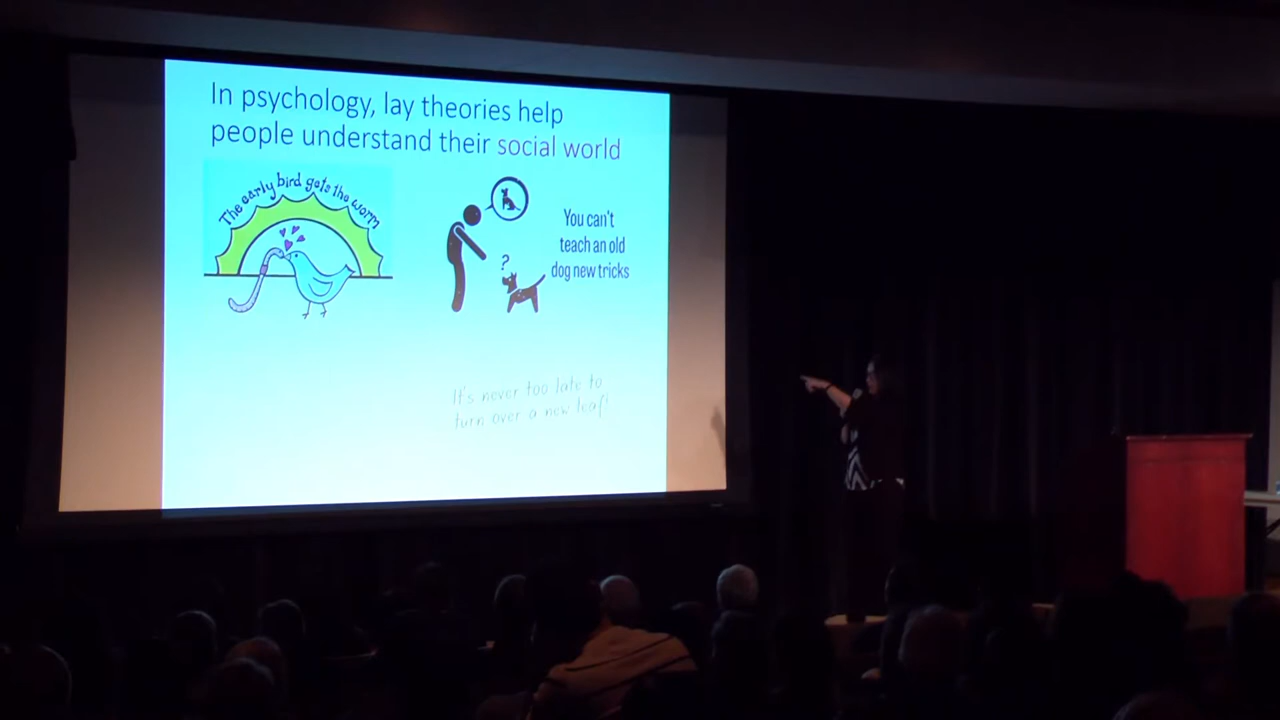 In psychology, lay theories help
people understand their social world
The early bird gets the worm
?
You can't
teach an old
dog new tricks
It's never too late to
turn over a new leaf!